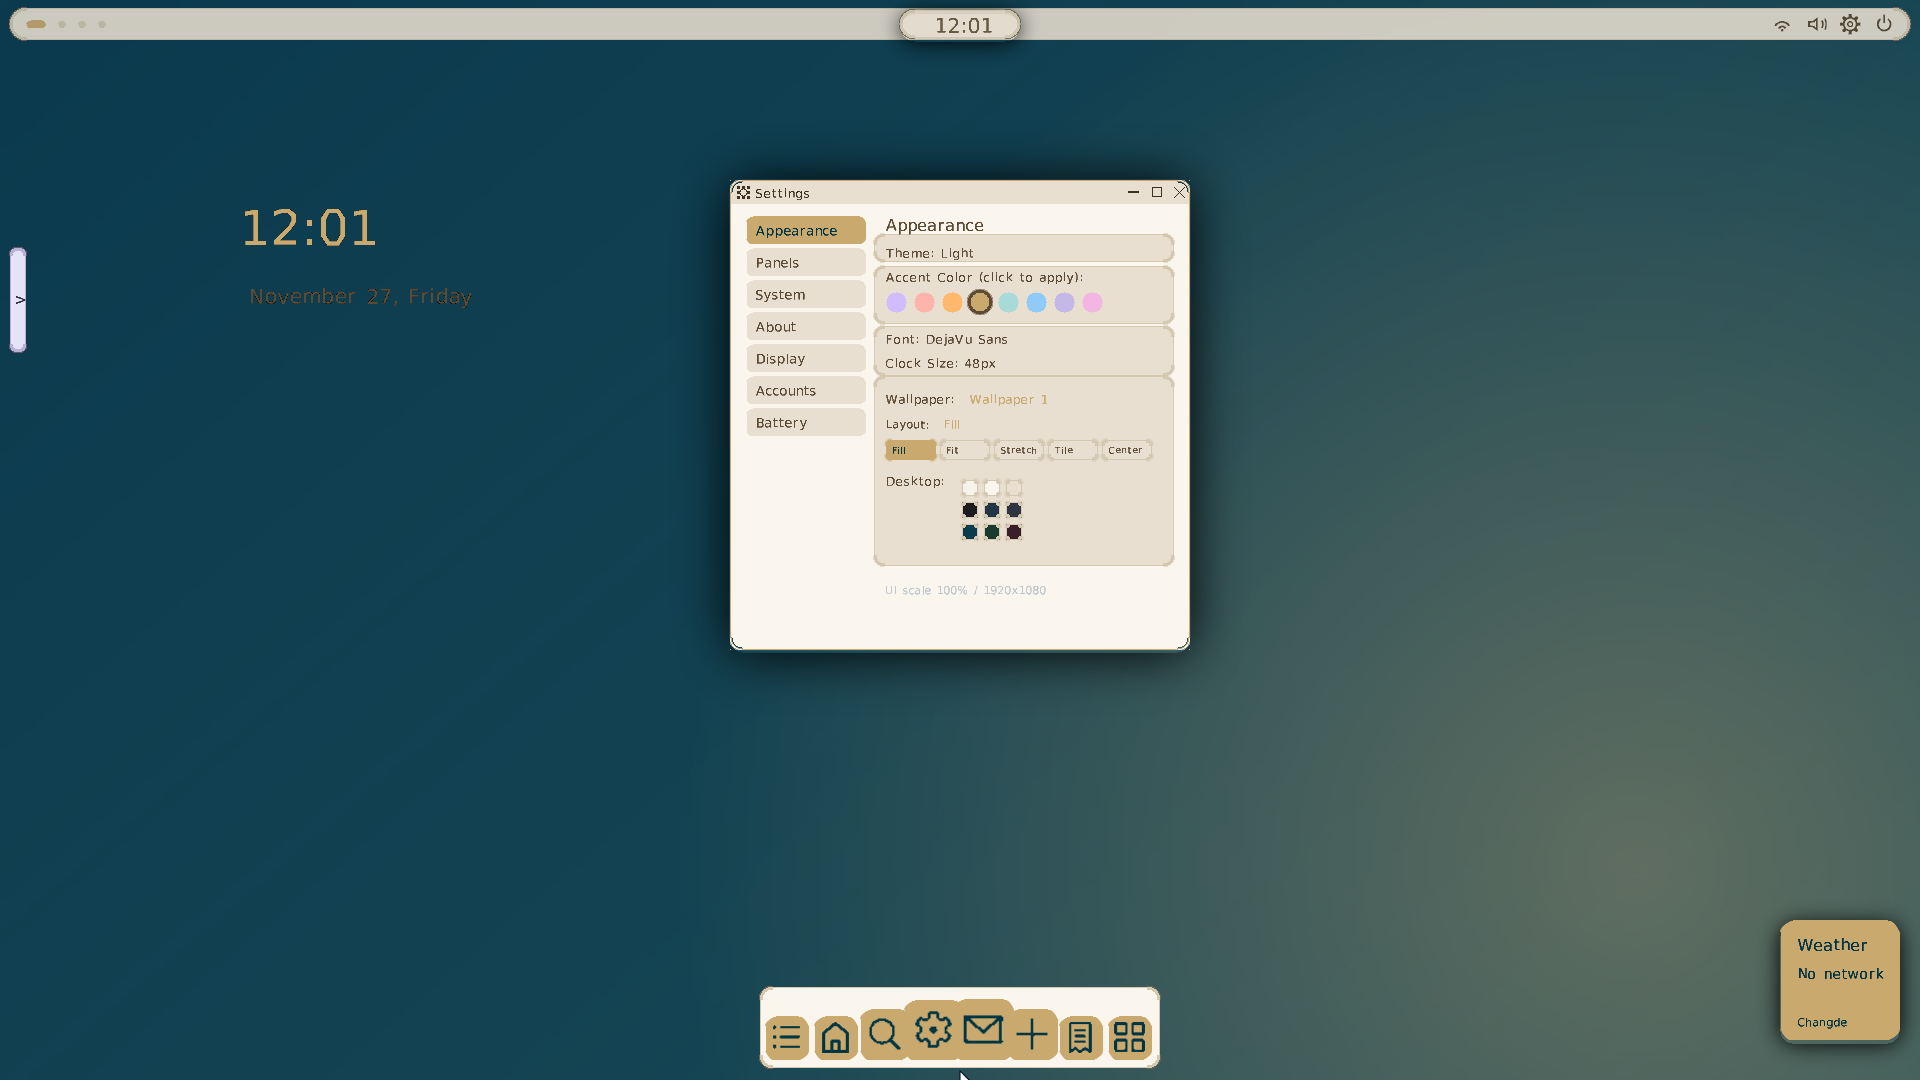 12:01
12:01
November 27, Friday
>
Settings
Appearance
Panels
System
About
Display
Accounts
Battery
Appearance
Theme: Light
Accent Color (click to apply):
Font: DejaVu Sans
Clock Size: 48px
Wallpaper: Wallpaper 1
Layout: Fill
Fill Fit Stretch Tile Center
Desktop:
UI scale 100% / 1920x1080
Weather
No network
Changde